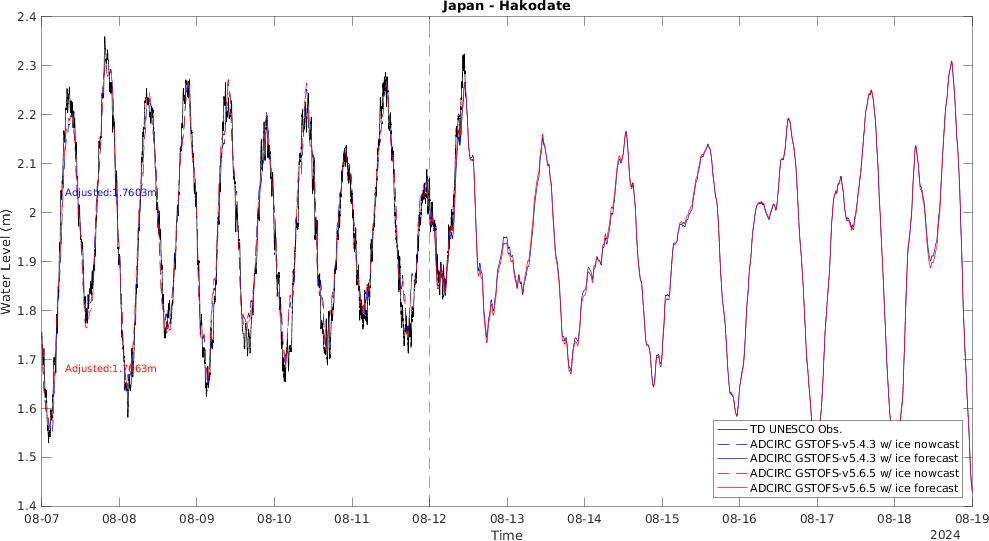 Japan - Hakodate
2.4
2.3
2.2
2.1
2
1.9
1.8
1.7
1.6
1.5
1.4
Water Level (m)
Adjusted:1.7603m
Adjusted:1.7663m
TD UNESCO Obs.
ADCIRC GSTOFS-v5.4.3 w/ ice nowcast
ADCIRC GSTOFS-v5.4.3 w/ ice forecast
ADCIRC GSTOFS-v5.6.5 w/ ice nowcast
ADCIRC GSTOFS-v5.6.5 w/ ice forecast
08-07 08-08 08-09 08-10 08-11 08-12 08-13 08-14 08-15 08-16 08-17 08-18 08-19
Time
2024